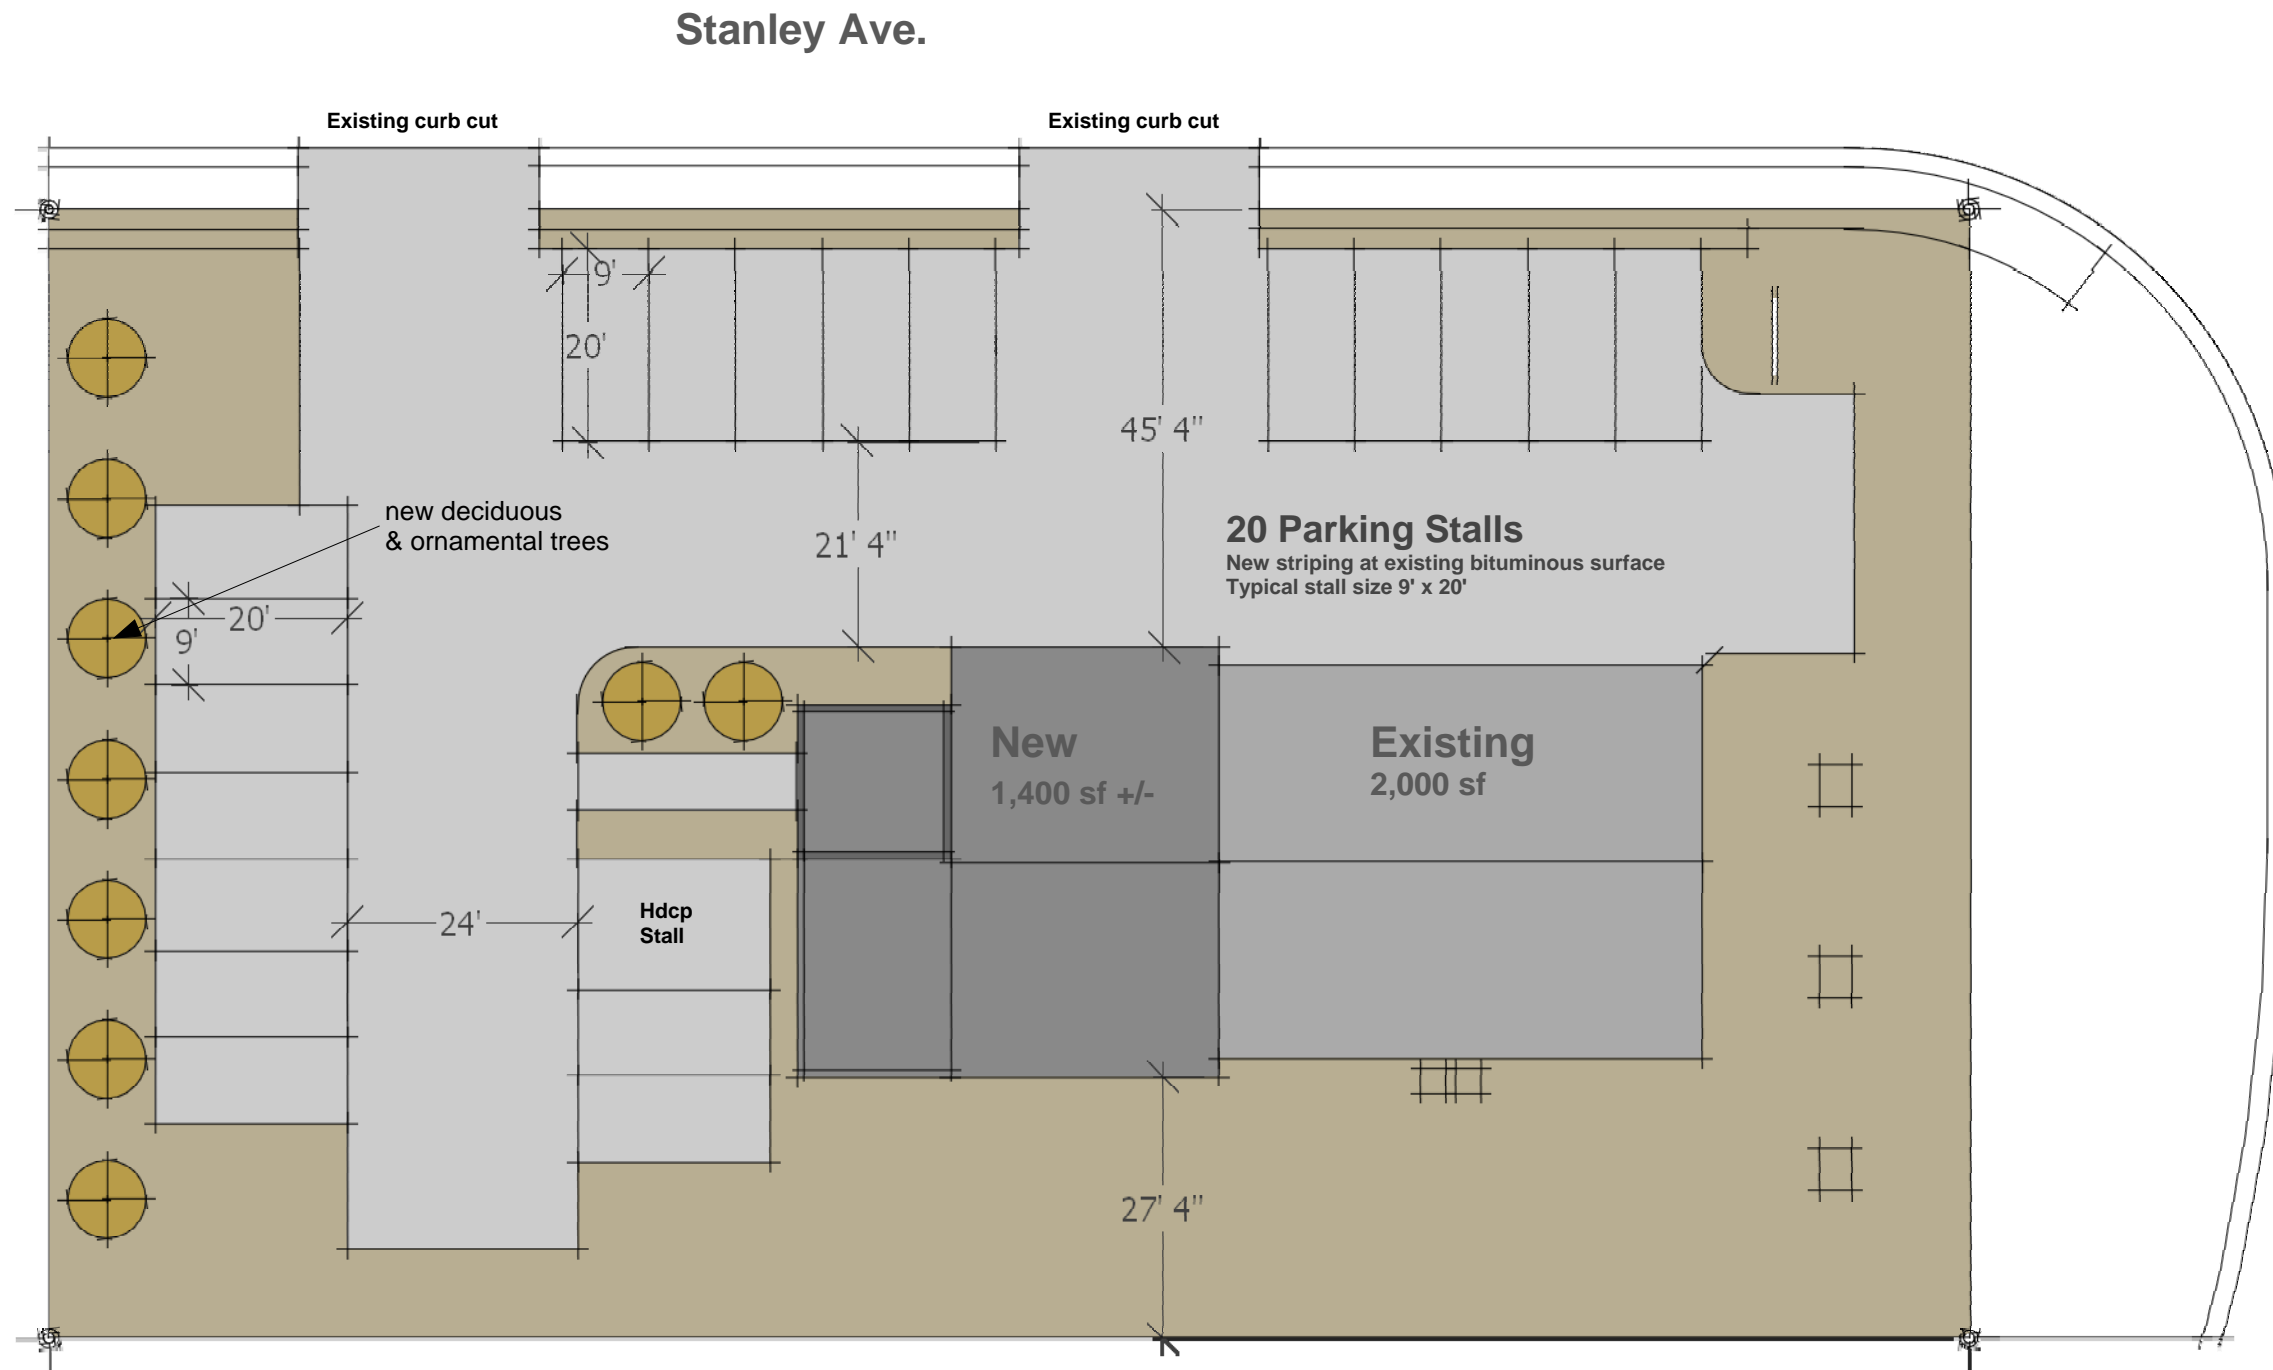 Stanley Ave.
Existing curb cut
Existing curb cut
9'
20'
45' 4"
new deciduous
& ornamental trees
21' 4"
20 Parking Stalls
New striping at existing bituminous surface
Typical stall size 9' x 20'
20'
9'
New
1,400 sf +/-
Existing
2,000 sf
24'
Hdcp
Stall
27' 4"